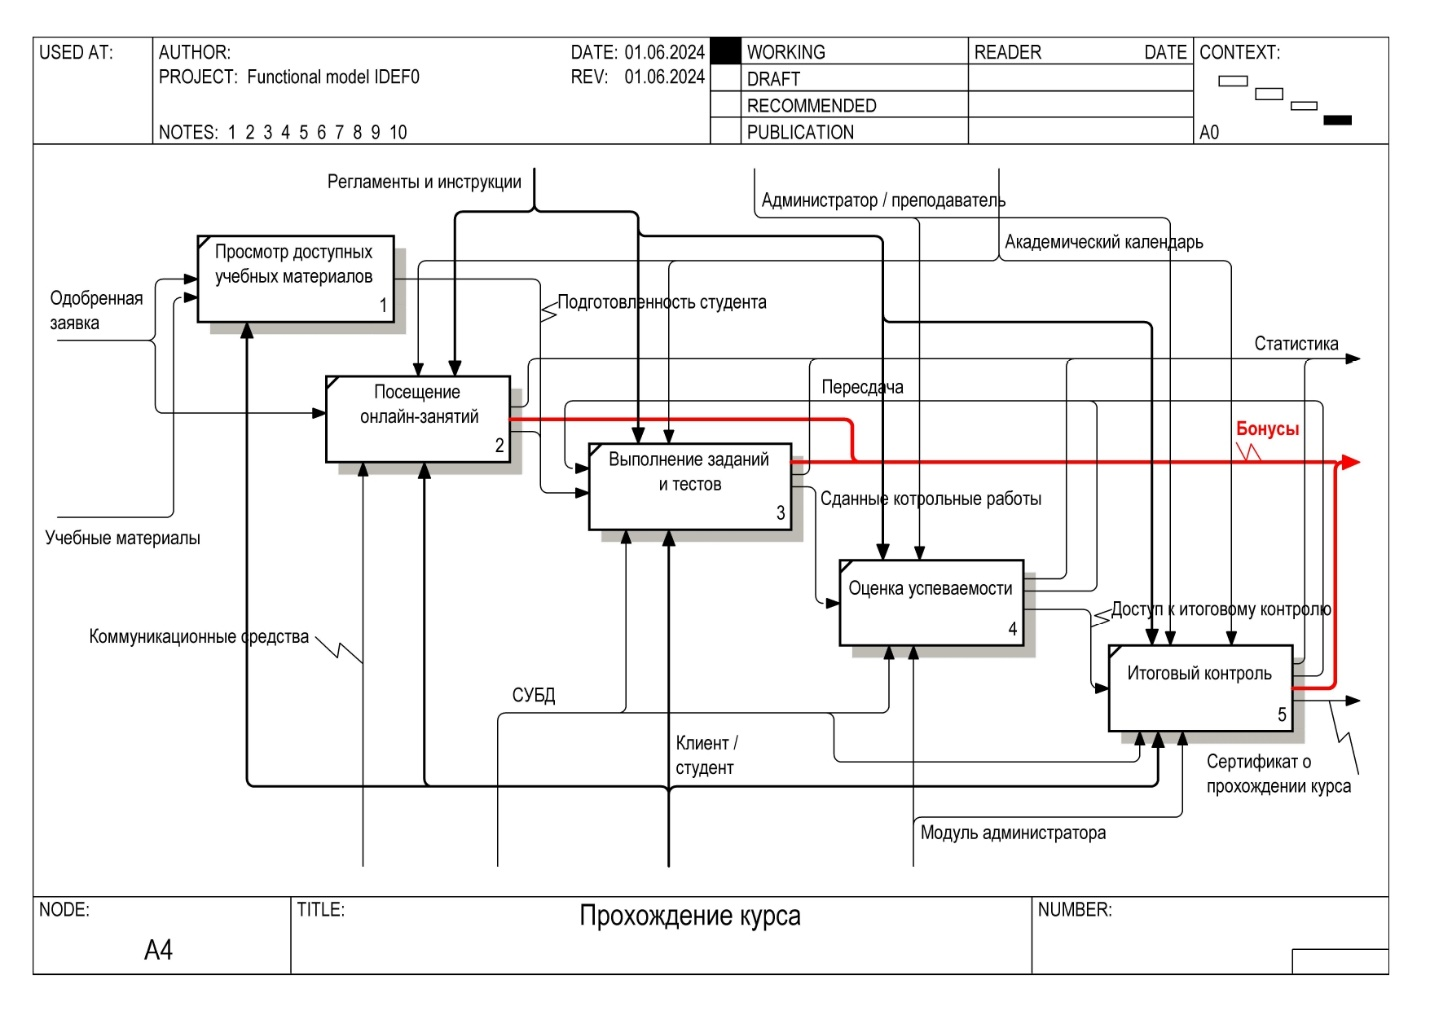 USED AT:
AUTHOR:
DATE: 01.06.2024
WORKING
READER
DATE
CONTEXT:
PROJECT: Functional model IDEF0
REV: 01.06.2024
DRAFT
RECOMMENDED
NOTES: 1 2 3 4 5 6 7 8 9 10
PUBLICATION
A0
Регламенты и инструкции
Администратор / преподаватель
Академический календарь
Просмотр доступных
учебных материалов
1
Одобренная
заявка
Подготовленность студента
Статистика
Посещение
онлайн-занятий
2
Пересдача
Бонусы
Выполнение заданий
и тестов
3
Сданные котрольные работы
Учебные материалы
Оценка успеваемости
4
Доступ к итоговому контролю
Коммуникационные средства
Итоговый контроль
5
СУБД
Клиент /
студент
Сертификат о
прохождении курса
Модуль администратора
NODE:
A4
TITLE:
Прохождение курса
NUMBER: